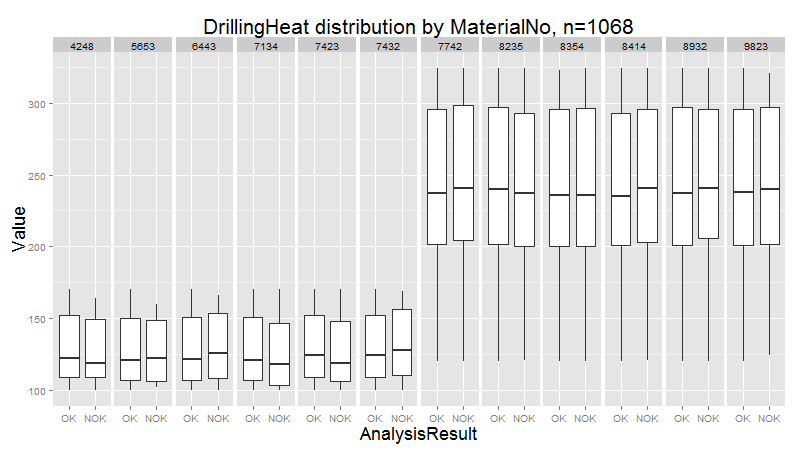 DrillingHeat distribution by MaterialNo, n=1068
4248 5653 6443 7134 7423 7432 7742 8235 8354 8414 8932 9823
300
250
200
150
100
Value
OK NOK OK NOK OK NOK OK NOK OK NOK OK NOK OK NOK OK NOK OK NOK OK NOK OK NOK OK NOK
AnalysisResult